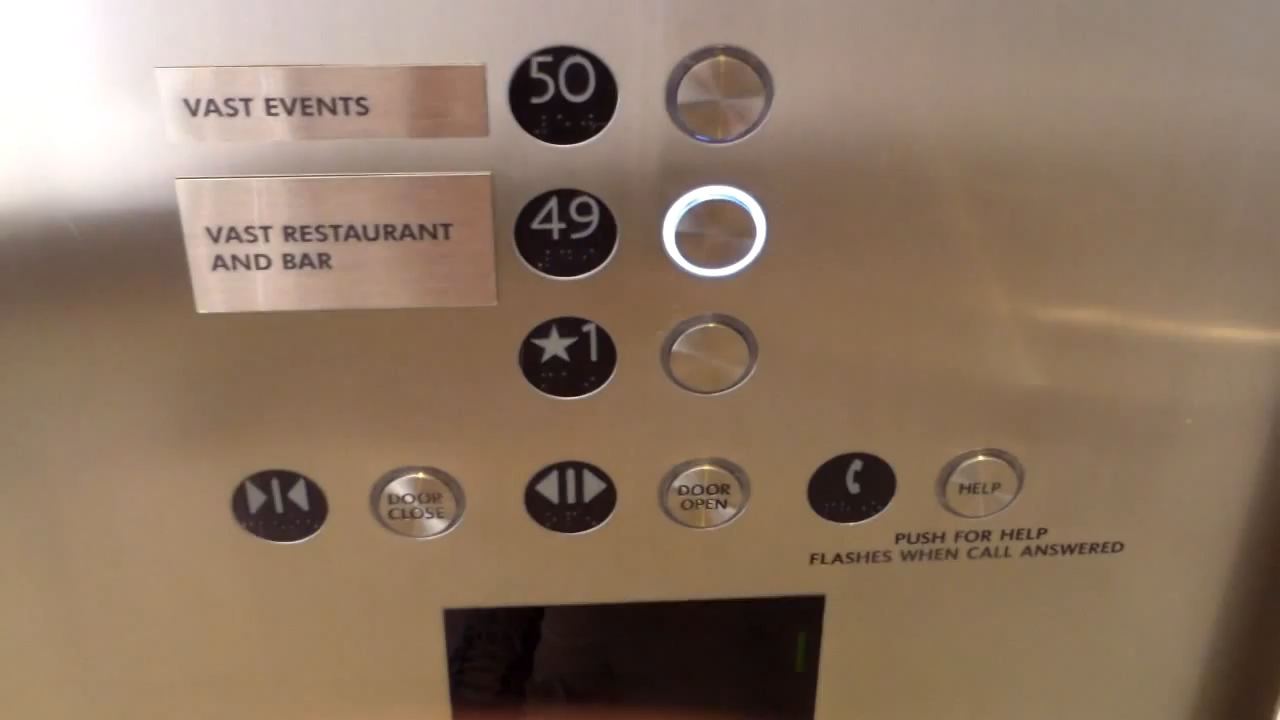 VAST EVENTS
50
VAST RESTAURANT
AND BAR
49
★1
DOOR
CLOSE
DOOR
OPEN
HELP
PUSH FOR HELP
FLASHES WHEN CALL ANSWERED